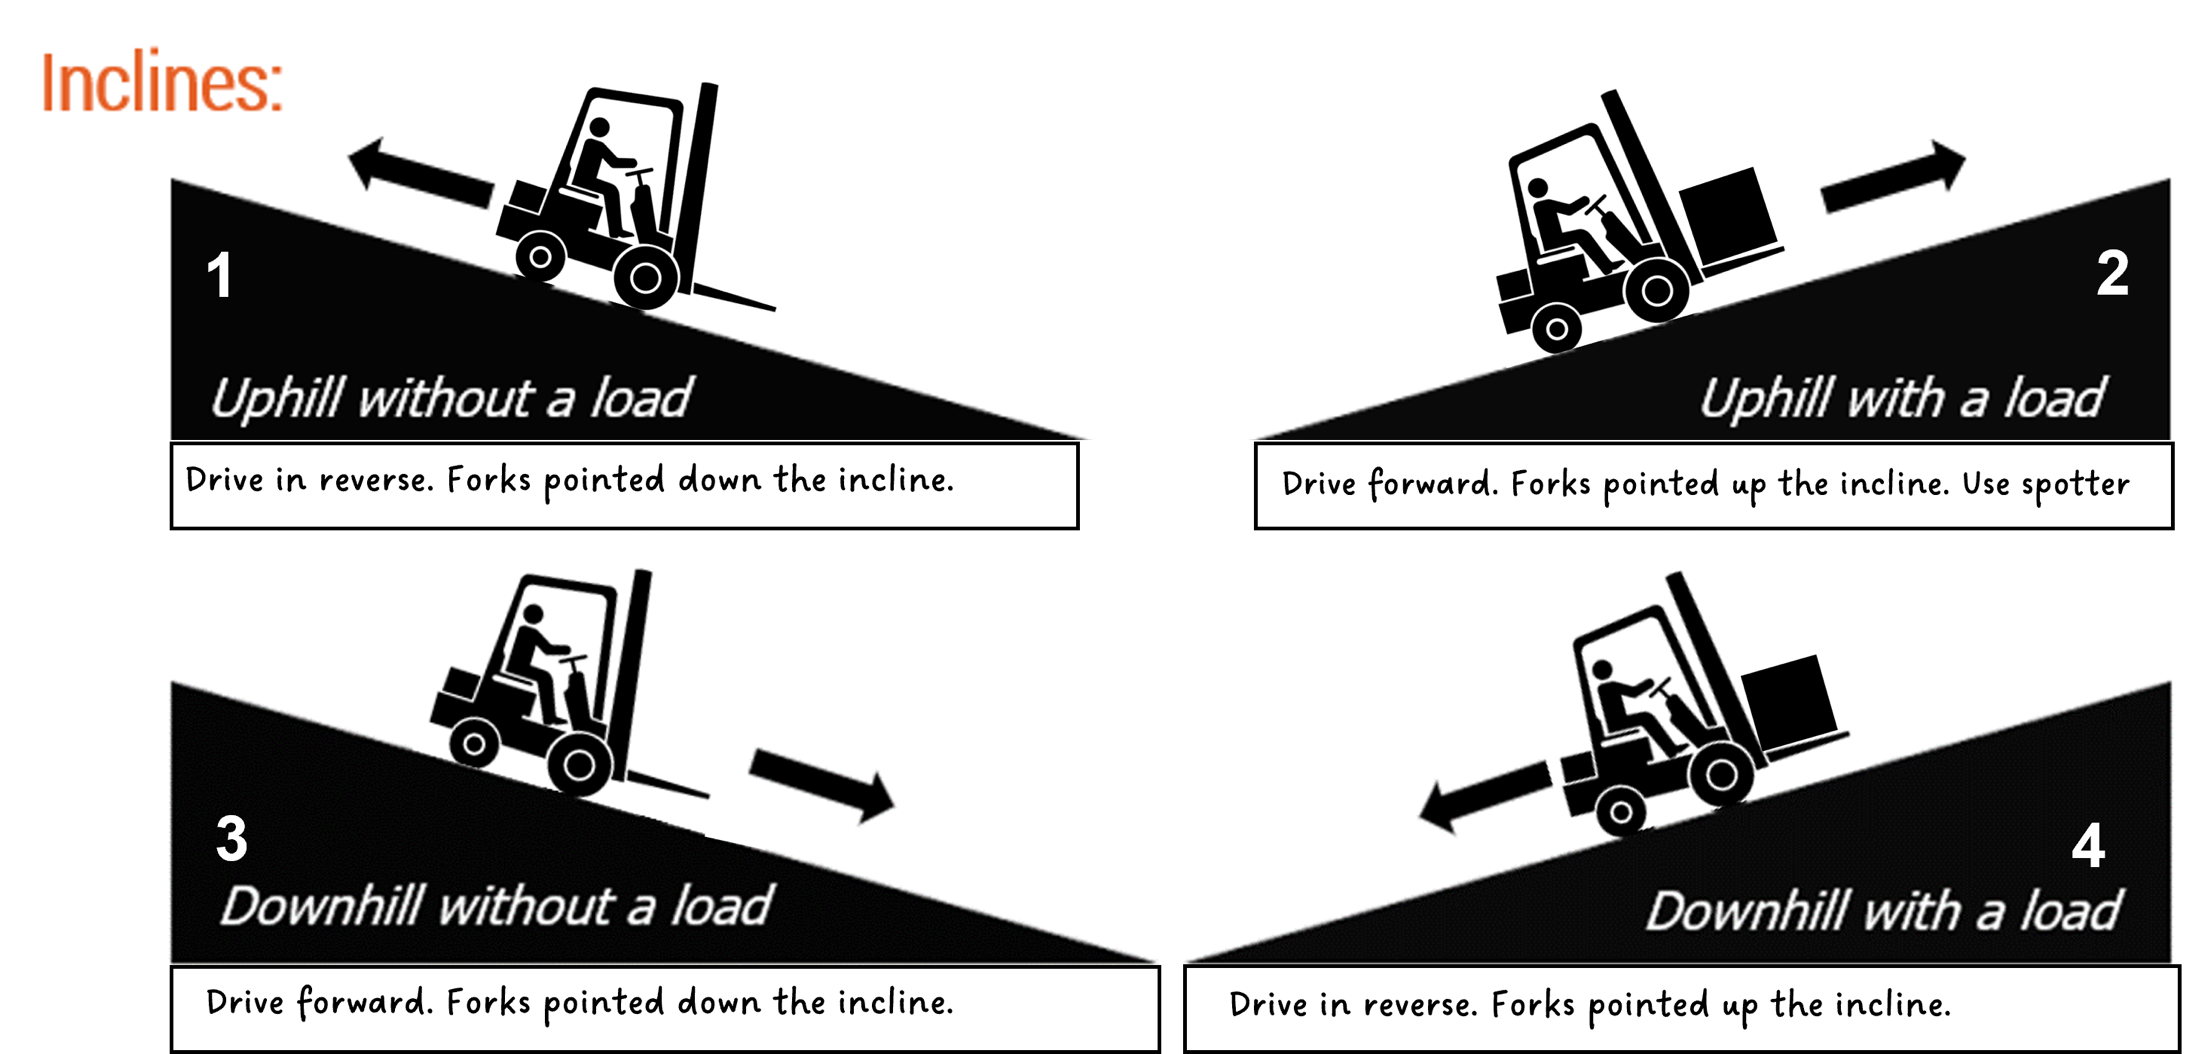 Inclines:
1
Uphill without a load
Drive in reverse. Forks pointed down the incline.
2
Uphill with a load
Drive forward. Forks pointed up the incline. Use spotter
3
Downhill without a load
Drive forward. Forks pointed down the incline.
4
Downhill with a load
Drive in reverse. Forks pointed up the incline.